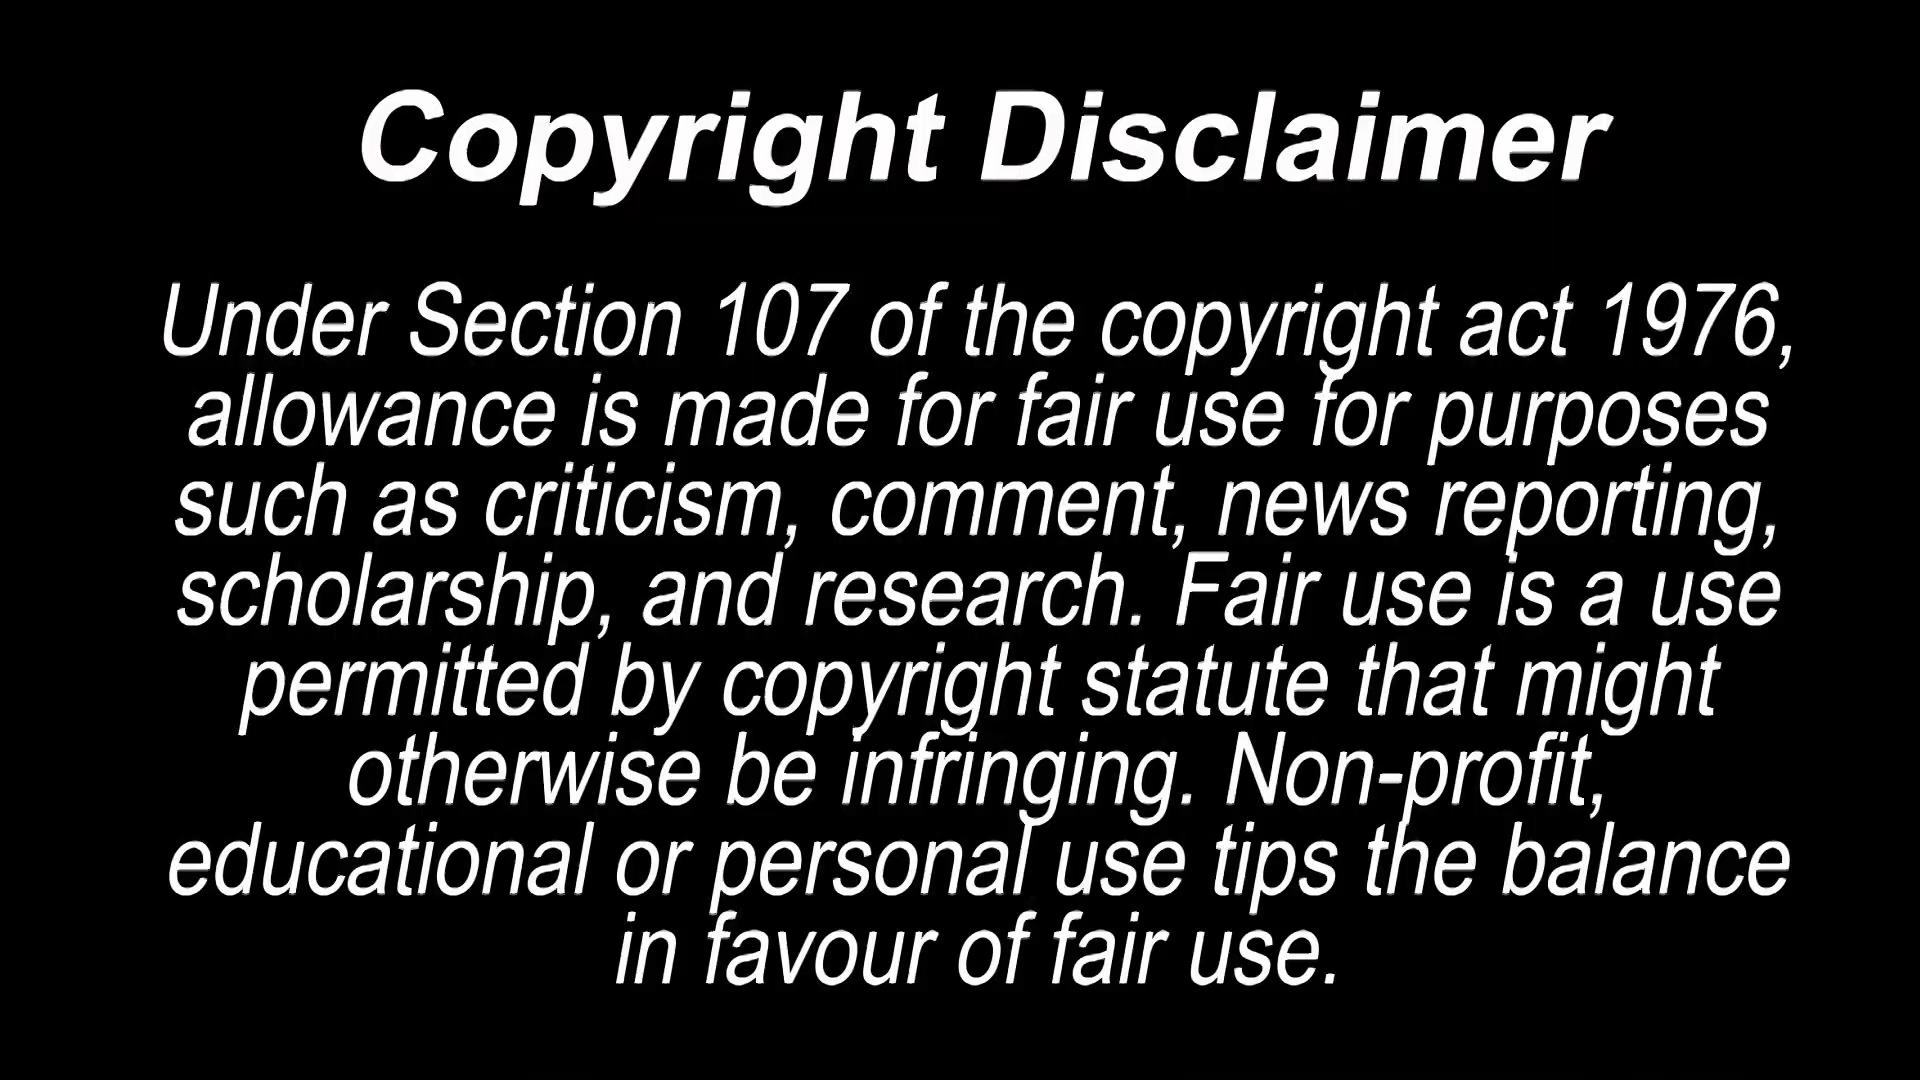 Copyright Disclaimer
Under Section 107 of the copyright act 1976,
allowance is made for fair use for purposes
such as criticism, comment, news reporting,
scholarship, and research. Fair use is a use
permitted by copyright statute that might
otherwise be infringing. Non-profit,
educational or personal use tips the balance
in favour of fair use.